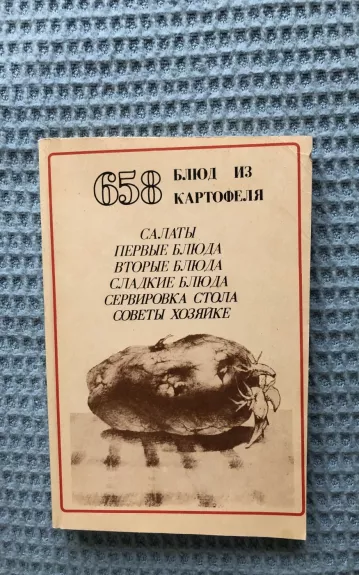 658 БЛЮД ИЗ
КАРТОФЕЛЯ
САЛАТЫ
ПЕРВЫЕ БЛЮДА
ВТОРЫЕ БЛЮДА
СЛАДКИЕ БЛЮДА
СЕРВИРОВКА СТОЛА
СОВЕТЫ ХОЗЯЙКЕ